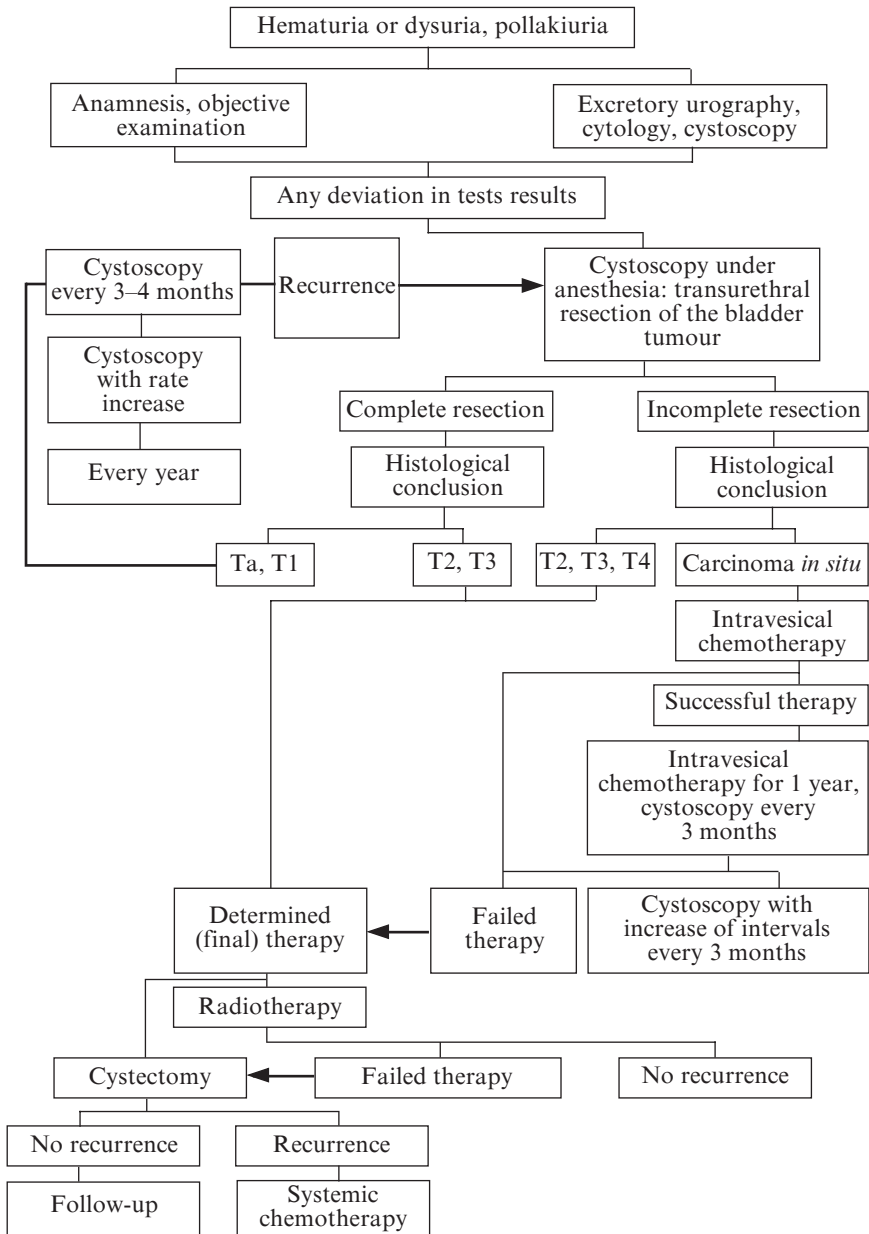 Hematuria or dysuria, pollakiuria
Anamnesis, objective
examination
Excretory urography,
cytology, cystoscopy
Any deviation in tests results
Cystoscopy
every 3–4 months
Recurrence
Cystoscopy under
anesthesia: transurethral
resection of the bladder
tumour
Cystoscopy
with rate
increase
Every year
Complete resection
Incomplete resection
Histological
conclusion
Histological
conclusion
Ta, T1
T2, T3
T2, T3, T4
Carcinoma in situ
Intravesical
chemotherapy
Successful therapy
Intravesical
chemotherapy for 1 year,
cystoscopy every
3 months
Determined
(final) therapy
Failed
therapy
Cystoscopy with
increase of intervals
every 3 months
Radiotherapy
Cystectomy
Failed therapy
No recurrence
No recurrence
Recurrence
Follow-up
Systemic
chemotherapy